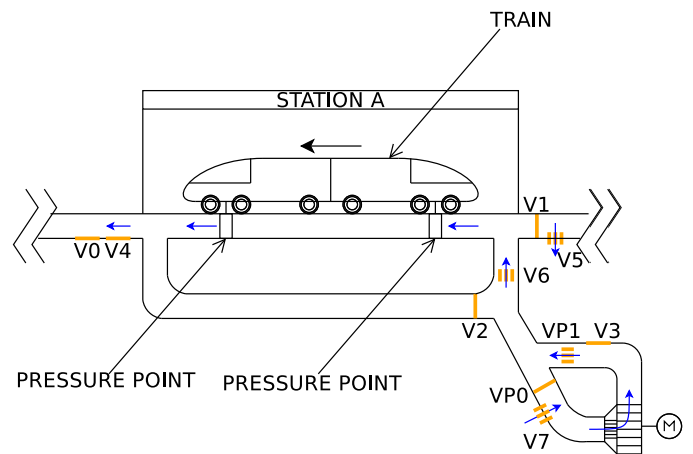 TRAIN
STATION A
V1
V0 V4
V5
V6
V2
VP1 V3
PRESSURE POINT
PRESSURE POINT
VP0
V7
M